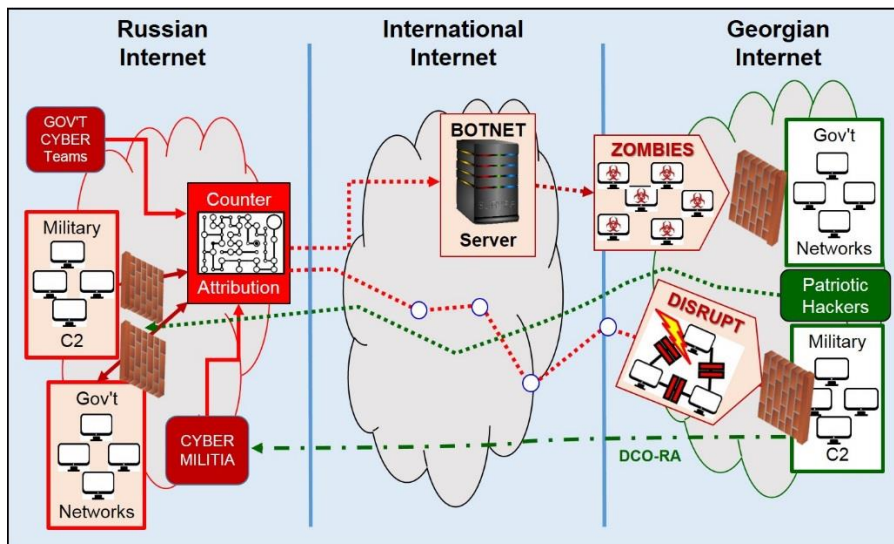 Russian
Internet
International
Internet
Georgian
Internet
GOV'T
CYBER
Teams
Counter
Attribution
Military
C2
Gov't
Networks
CYBER
MILITIA
BOTNET
Server
ZOMBIES
DISRUPT
Gov't
Networks
Patriotic
Hackers
Military
C2
DCO-RA